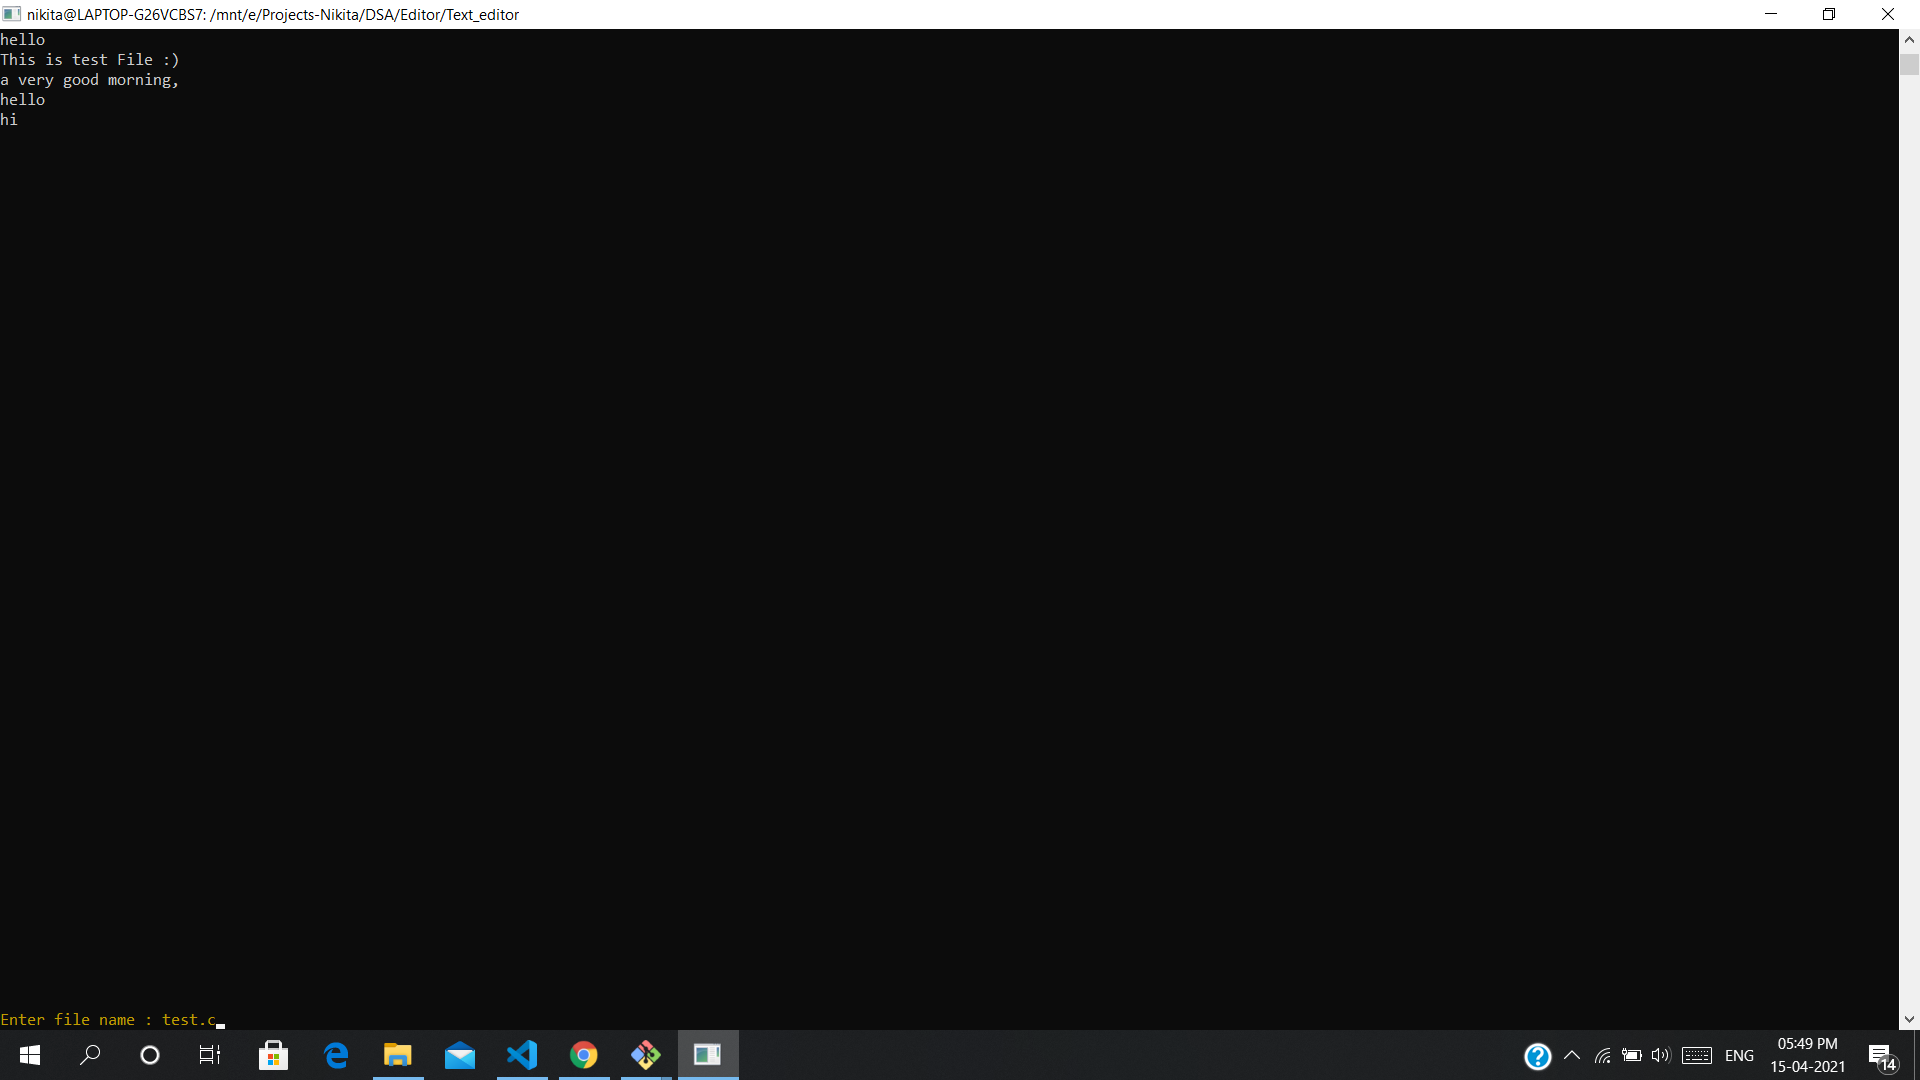 nikita@LAPTOP-G26VCBS7: /mnt/e/Projects-Nikita/DSA/Editor/Text_editor
hello
This is test File :)
a very good morning,
hello
hi
Enter file name : test.c
ENG
05:49 PM
15-04-2021
14